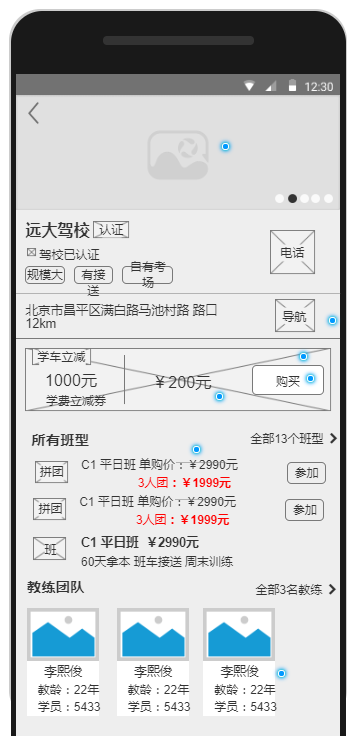 12:30
远大驾校 认证
驾校已认证
电话
规模大 有接送 自有考场
北京市昌平区满白路马池村路 路口
12km
导航
学车立减
1000元
学费立减券
￥200元
购买
所有班型 全部13个班型
拼团 C1 平日班 单购价：￥2990元 参加
3人团：￥1999元
拼团 C1 平日班 单购价：￥2990元 参加
3人团：￥1999元
班 C1 平日班 ￥2990元
60天拿本 班车接送 周末训练
教练团队 全部3名教练
李熙俊 李熙俊 李熙俊
教龄：22年 教龄：22年 教龄：22年
学员：5433 学员：5433 学员：5433